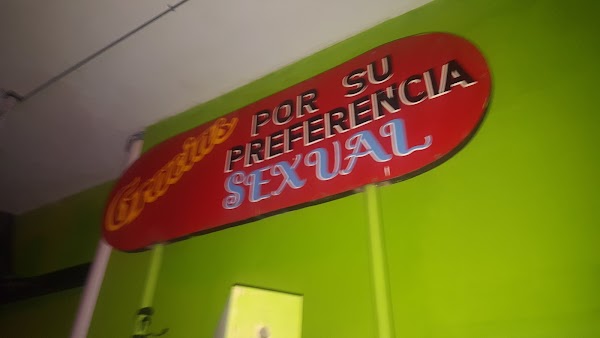 Gracias POR SU
PREFERENCIA
SEXUAL